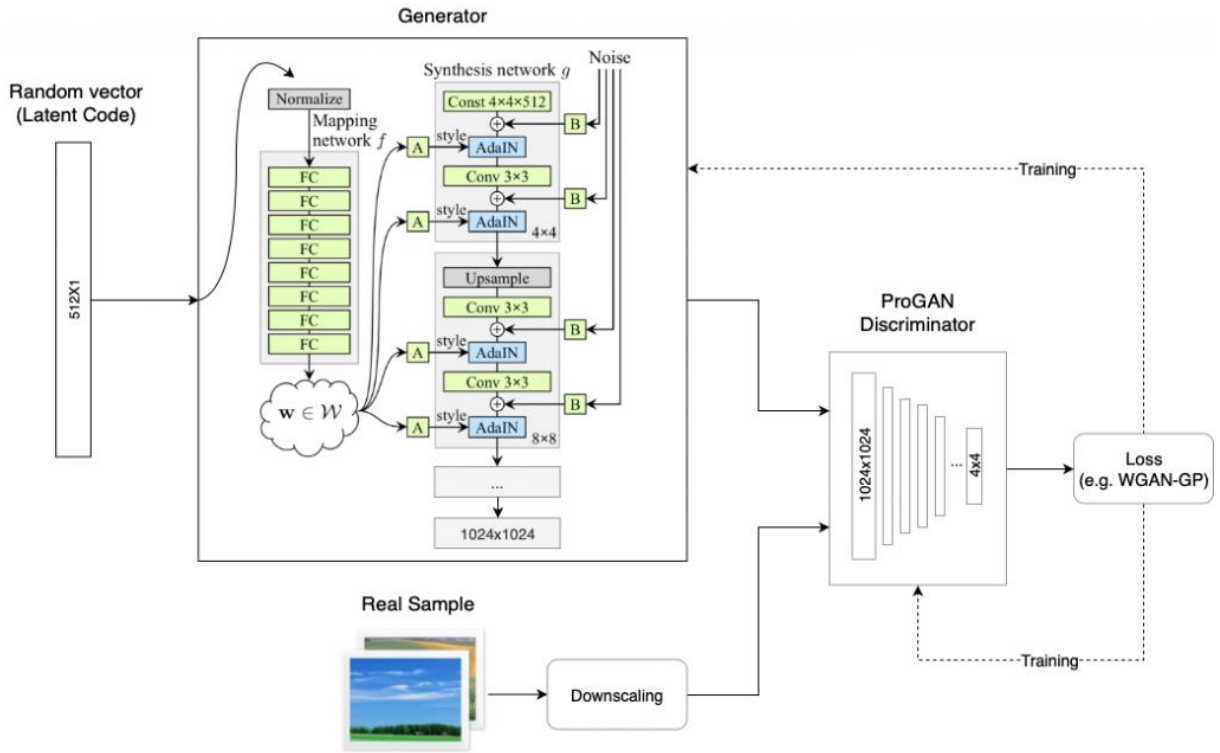 Generator
Random vector
(Latent Code)
512X1
Normalize
Mapping
network f
FC
FC
FC
FC
FC
FC
FC
FC
w ∈ W
Synthesis network g
Noise
Const 4×4×512
B
A
style
AdaIN
Conv 3×3
B
A
style
AdaIN
4×4
Upsample
Conv 3×3
B
A
style
AdaIN
Conv 3×3
B
A
style
AdaIN
8×8
...
1024x1024
Training
ProGAN
Discriminator
1024x1024
...
4x4
Loss
(e.g. WGAN-GP)
Training
Real Sample
Downscaling